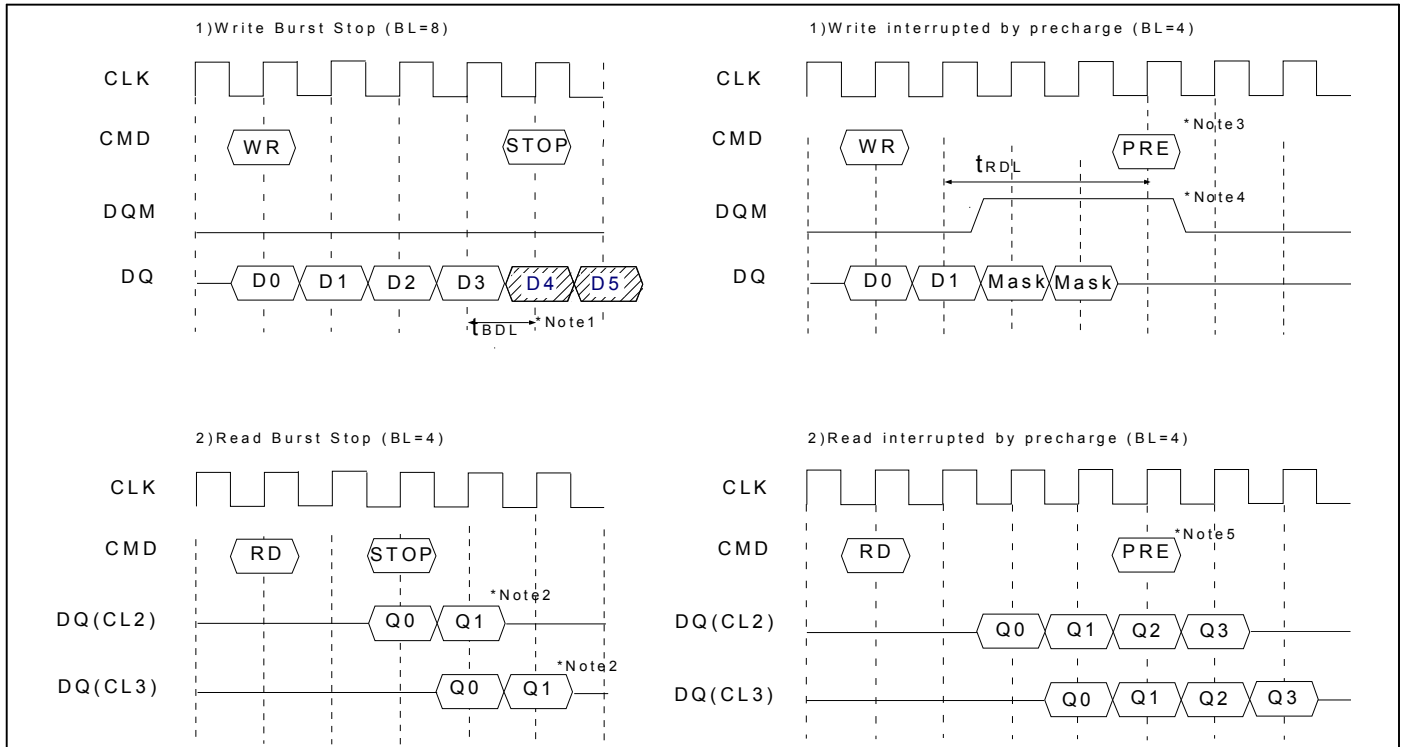 1)Write Burst Stop (BL=8)
CLK
CMD
WR
STOP
DQM
DQ
D0
D1
D2
D3
D4
D5
tBDL
*Note1
1)Write interrupted by precharge (BL=4)
CLK
CMD
WR
PRE
*Note3
tRDL
DQM
*Note4
DQ
D0
D1
Mask
Mask
2)Read Burst Stop (BL=4)
CLK
CMD
RD
STOP
DQ(CL2)
Q0
Q1
*Note2
DQ(CL3)
Q0
Q1
*Note2
2)Read interrupted by precharge (BL=4)
CLK
CMD
RD
PRE
*Note5
DQ(CL2)
Q0
Q1
Q2
Q3
DQ(CL3)
Q0
Q1
Q2
Q3